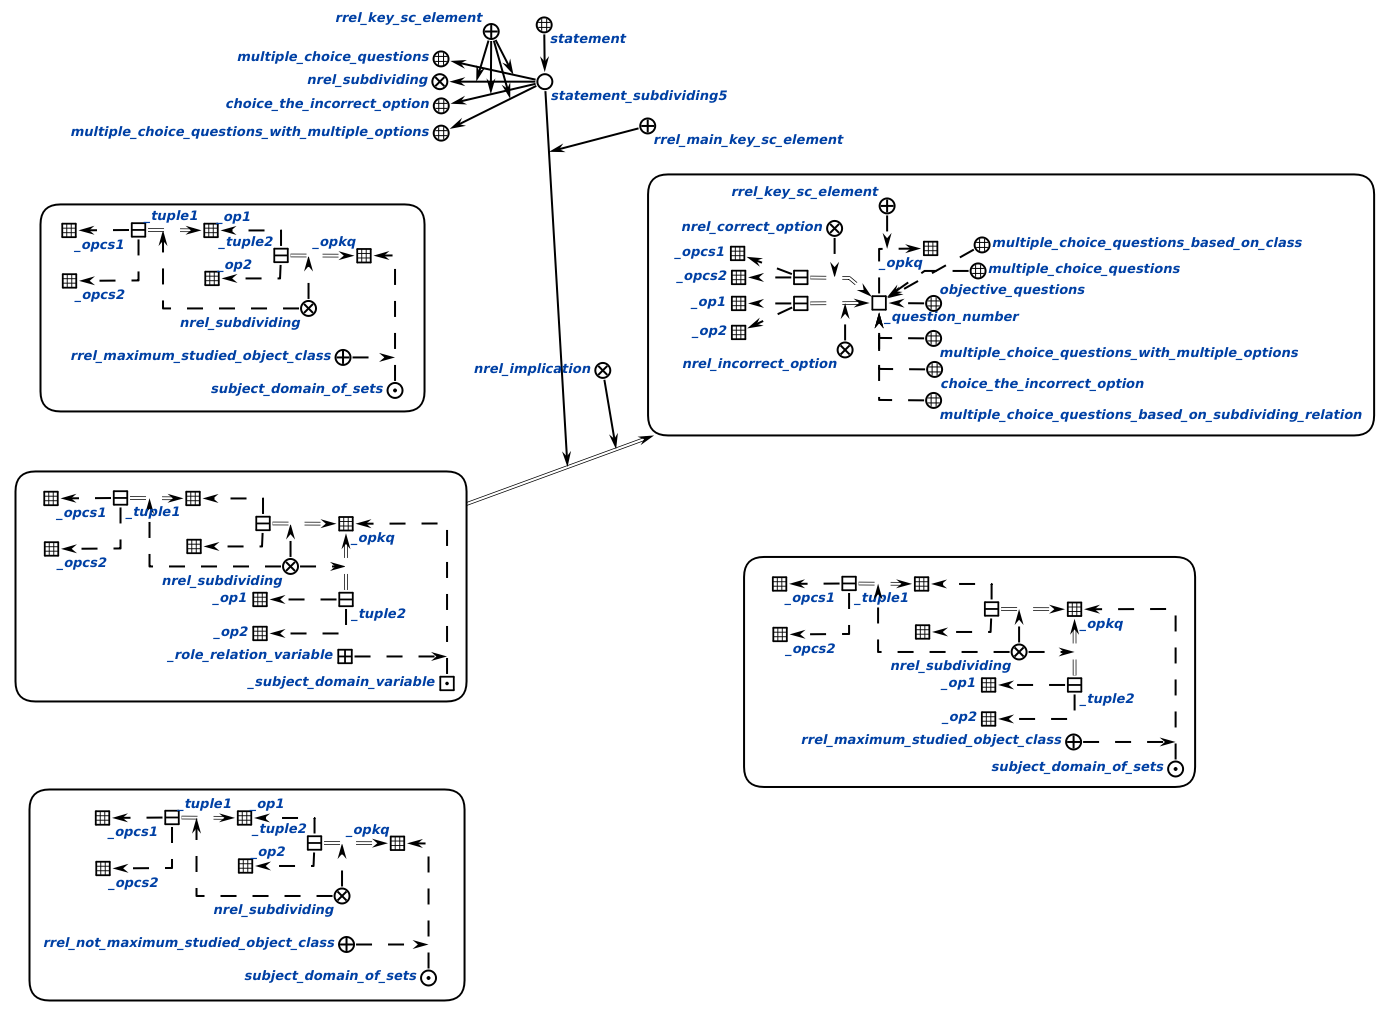 rrel_key_sc_element
statement
multiple_choice_questions
nrel_subdividing
choice_the_incorrect_option
statement_subdividing5
multiple_choice_questions_with_multiple_options
rrel_main_key_sc_element
_tuple1
_op1
_opcs1
_tuple2
_opkq
_op2
_opcs2
nrel_subdividing
rrel_maximum_studied_object_class
subject_domain_of_sets
rrel_key_sc_element
nrel_correct_option
multiple_choice_questions_based_on_class
_opcs1
_opkq
multiple_choice_questions
_opcs2
objective_questions
_op1
_question_number
_op2
multiple_choice_questions_with_multiple_options
nrel_incorrect_option
choice_the_incorrect_option
multiple_choice_questions_based_on_subdividing_relation
nrel_implication
_opcs1
_tuple1
_opkq
_opcs2
nrel_subdividing
_op1
_tuple2
_op2
_role_relation_variable
_subject_domain_variable
_opcs1
_tuple1
_opkq
_opcs2
nrel_subdividing
_op1
_tuple2
_op2
rrel_maximum_studied_object_class
subject_domain_of_sets
_tuple1
_op1
_opcs1
_tuple2
_opkq
_op2
_opcs2
nrel_subdividing
rrel_not_maximum_studied_object_class
subject_domain_of_sets